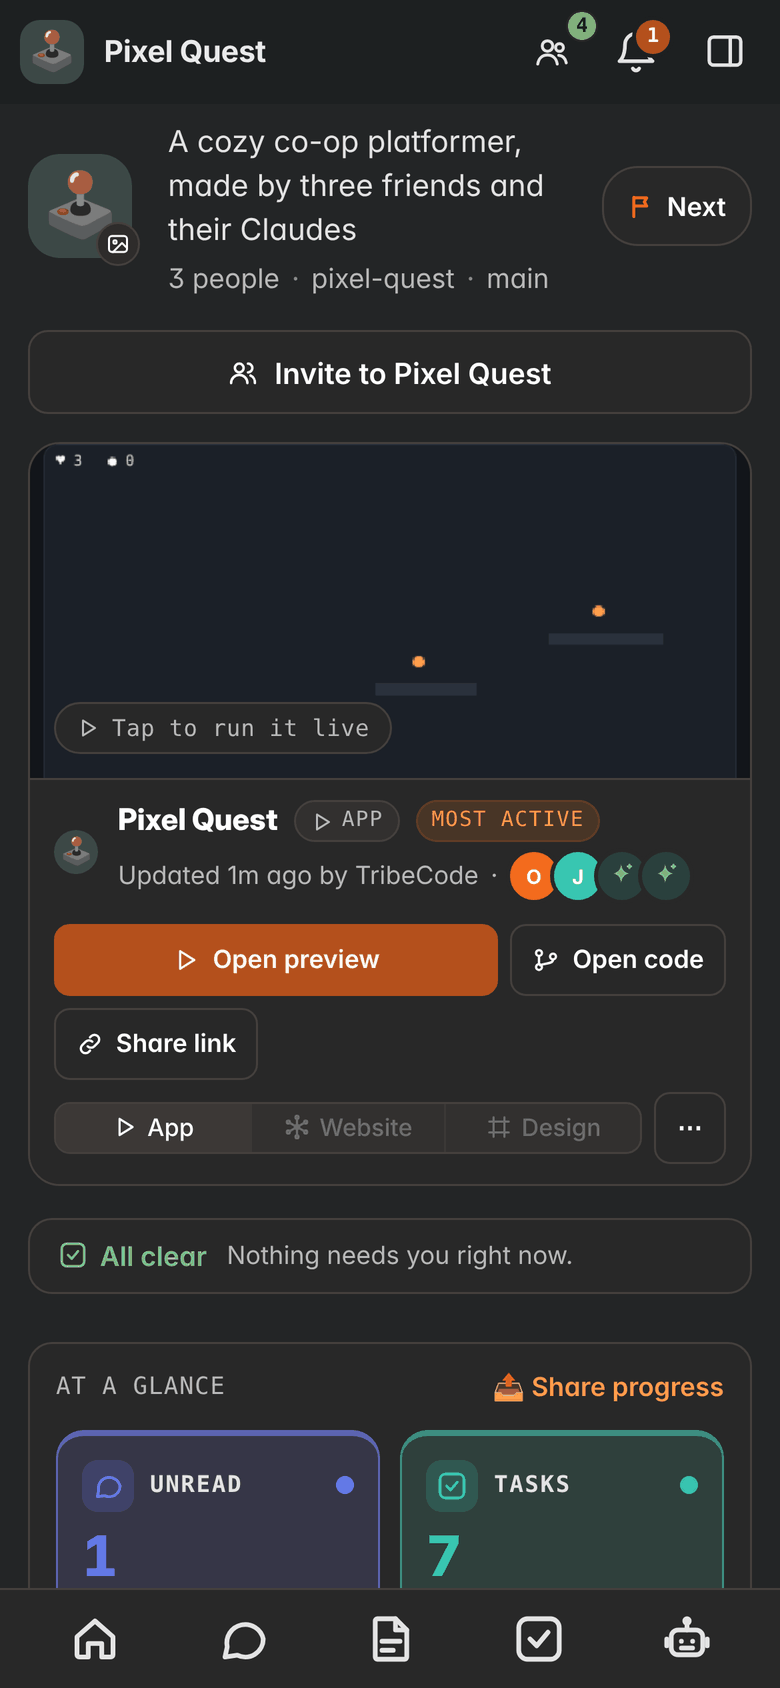 Pixel Quest
4
1
A cozy co-op platformer,
made by three friends and
their Claudes
3 people · pixel-quest · main
Next
Invite to Pixel Quest
3 0
Tap to run it live
Pixel Quest APP MOST ACTIVE
Updated 1m ago by TribeCode · O J
Open preview
Open code
Share link
App Website Design ...
All clear Nothing needs you right now.
AT A GLANCE Share progress
UNREAD TASKS
1 7